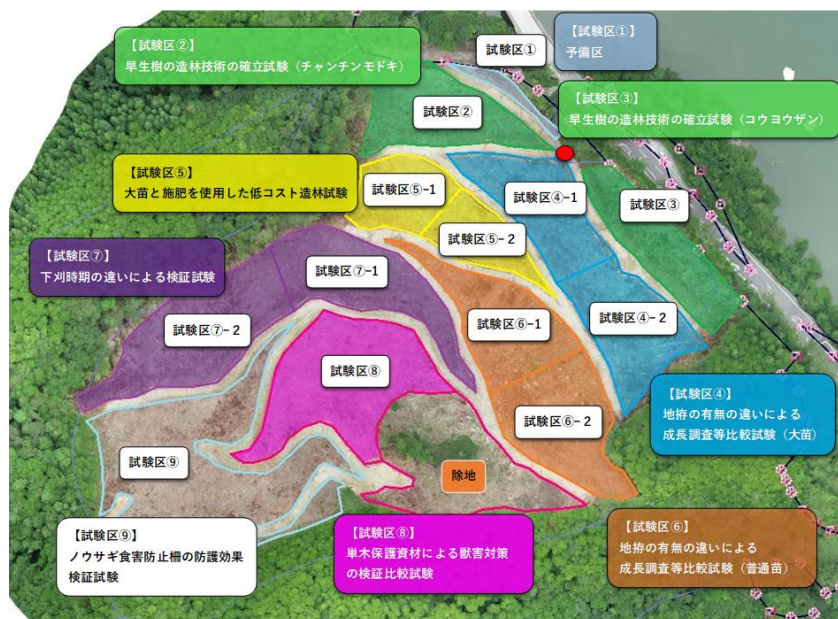 【試験区②】
早生樹の造林技術の確立試験（チャンチンモドキ）
試験区①
【試験区①】
予備区
試験区②
【試験区③】
早生樹の造林技術の確立試験（コウヨウザン）
【試験区⑤】
大苗と施肥を使用した低コスト造林試験
試験区⑤-1
試験区④-1
試験区③
試験区⑤-2
【試験区⑦】
下刈時期の違いによる検証試験
試験区⑦-1
試験区⑦-2
試験区⑥-1
試験区④-2
試験区⑧
【試験区④】
地拵の有無の違いによる
成長調査等比較試験（大苗）
試験区⑥-2
試験区⑨
除地
【試験区⑨】
ノウサギ食害防止柵の防護効果
検証試験
【試験区⑧】
単木保護資材による獣害対策
の検証比較試験
【試験区⑥】
地拵の有無の違いによる
成長調査等比較試験（普通苗）